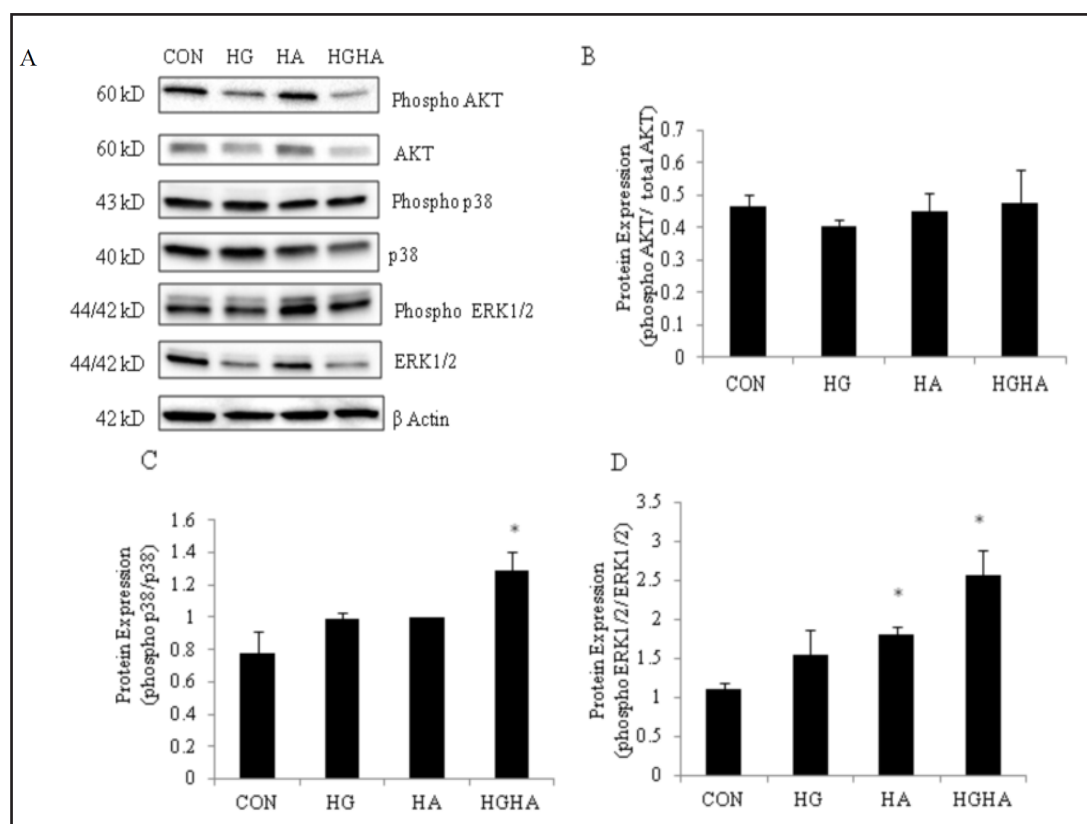 A
CON HG HA HGHA
60 kD Phospho AKT
60 kD AKT
43 kD Phospho p38
40 kD p38
44/42 kD Phospho ERK1/2
44/42 kD ERK1/2
42 kD β Actin
B
Protein Expression
(phospho AKT/ total AKT)
0.7
0.6
0.5
0.4
0.3
0.2
0.1
0
CON HG HA HGHA
C
Protein Expression
(phospho p38/p38)
1.6
1.4
1.2
1
0.8
0.6
0.4
0.2
0
*
CON HG HA HGHA
D
Protein Expression
(phospho ERK1/2/ ERK1/2)
3.5
3
2.5
2
1.5
1
0.5
0
* *
CON HG HA HGHA